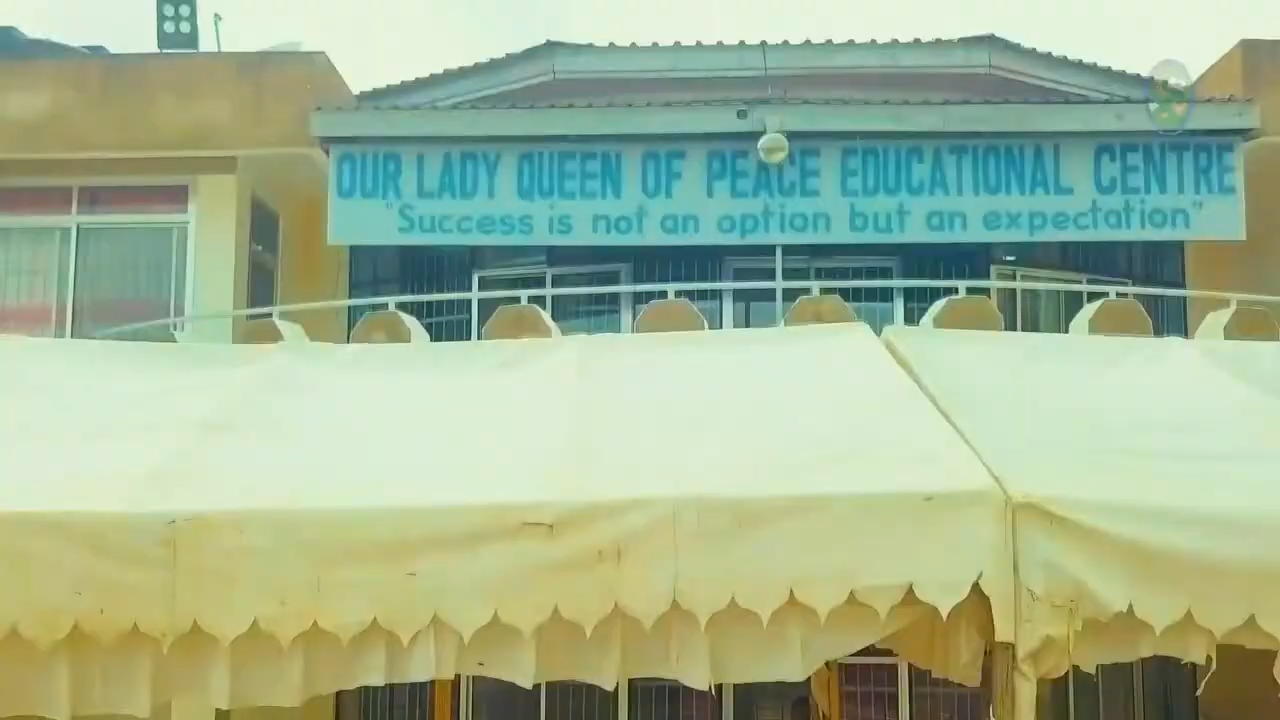 OUR LADY QUEEN OF PEACE EDUCATIONAL CENTRE
"Success is not an option but an expectation"